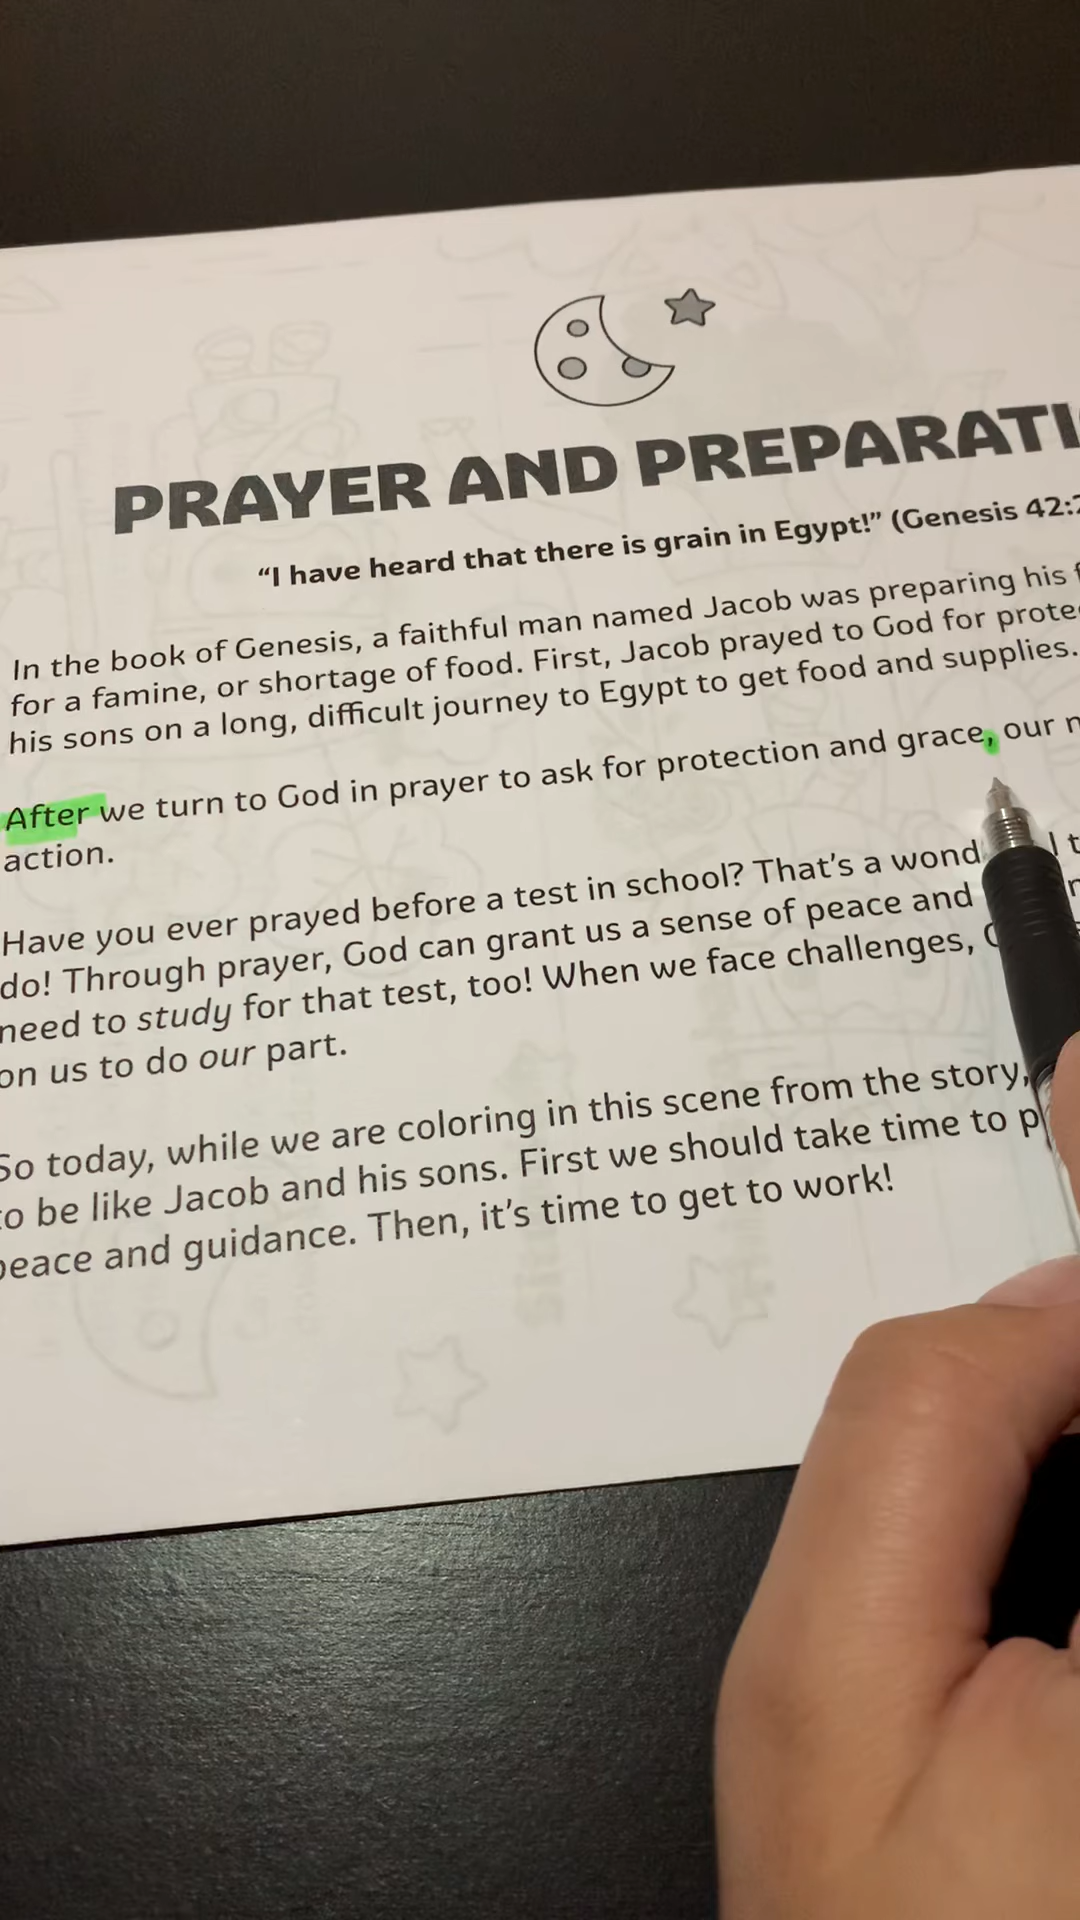 PRAYER AND PREPARATI
“I have heard that there is grain in Egypt!” (Genesis 42:2
In the book of Genesis, a faithful man named Jacob was preparing his f
for a famine, or shortage of food. First, Jacob prayed to God for prote
his sons on a long, difficult journey to Egypt to get food and supplies.
After we turn to God in prayer to ask for protection and grace, our n
action.
Have you ever prayed before a test in school? That’s a wond l t
do! Through prayer, God can grant us a sense of peace and
need to study for that test, too! When we face challenges,
on us to do our part.
So today, while we are coloring in this scene from the story,
to be like Jacob and his sons. First we should take time to p
peace and guidance. Then, it’s time to get to work!